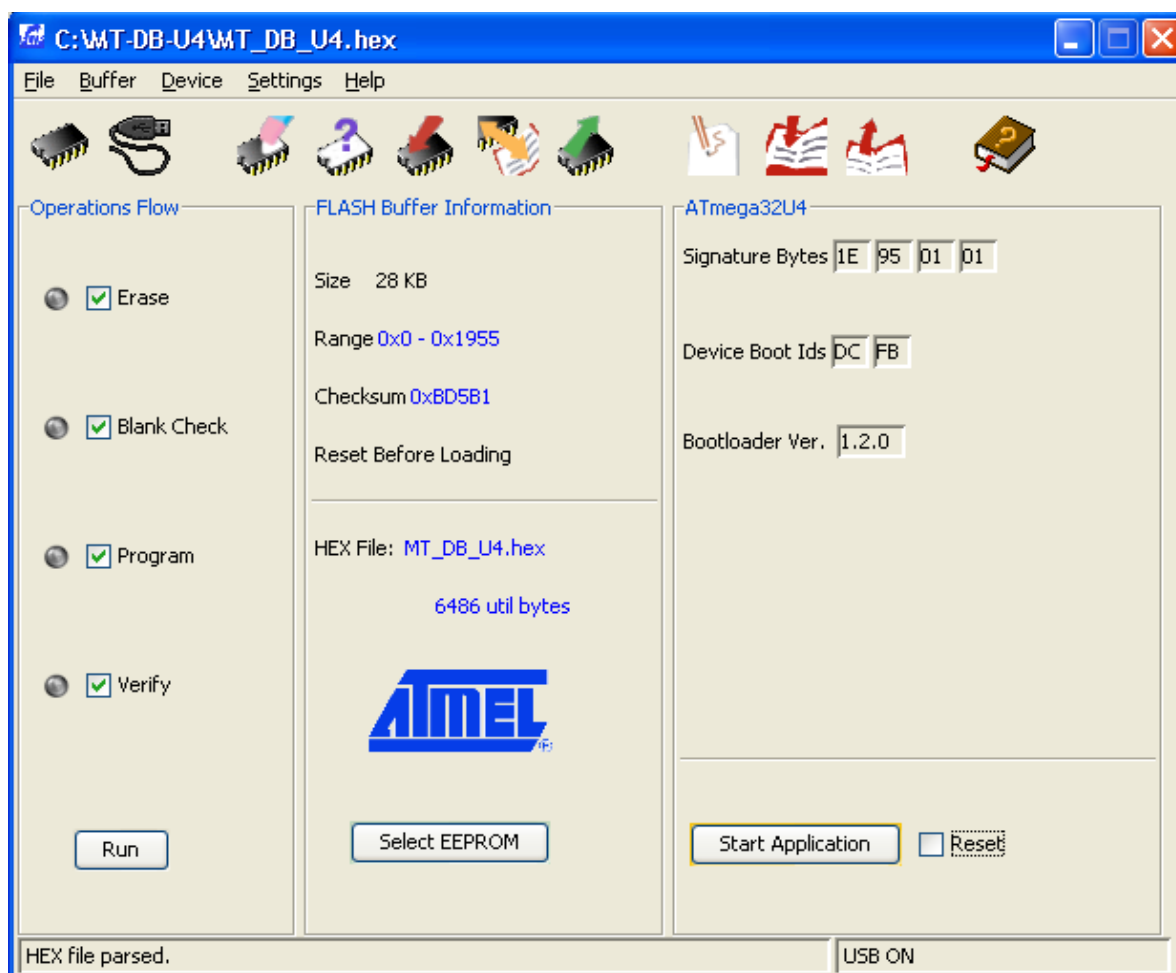 C:\MT-DB-U4\MT_DB_U4.hex
File Buffer Device Settings Help
Operations Flow
Erase
Blank Check
Program
Verify
Run
FLASH Buffer Information
Size 28 KB
Range 0x0 - 0x1955
Checksum 0xBD5B1
Reset Before Loading
HEX File: MT_DB_U4.hex
6486 util bytes
ATMEL®
Select EEPROM
ATmega32U4
Signature Bytes 1E 95 01 01
Device Boot Ids DC FB
Bootloader Ver. 1.2.0
Start Application Reset
HEX file parsed. USB ON